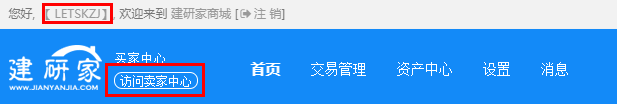 您好, 【 LETSKZJ】, 欢迎来到 建研家商城 [注 销]
建研家
WWW.JIANYANJIA.COM
买家中心
访问卖家中心
首页 交易管理 资产中心 设置 消息